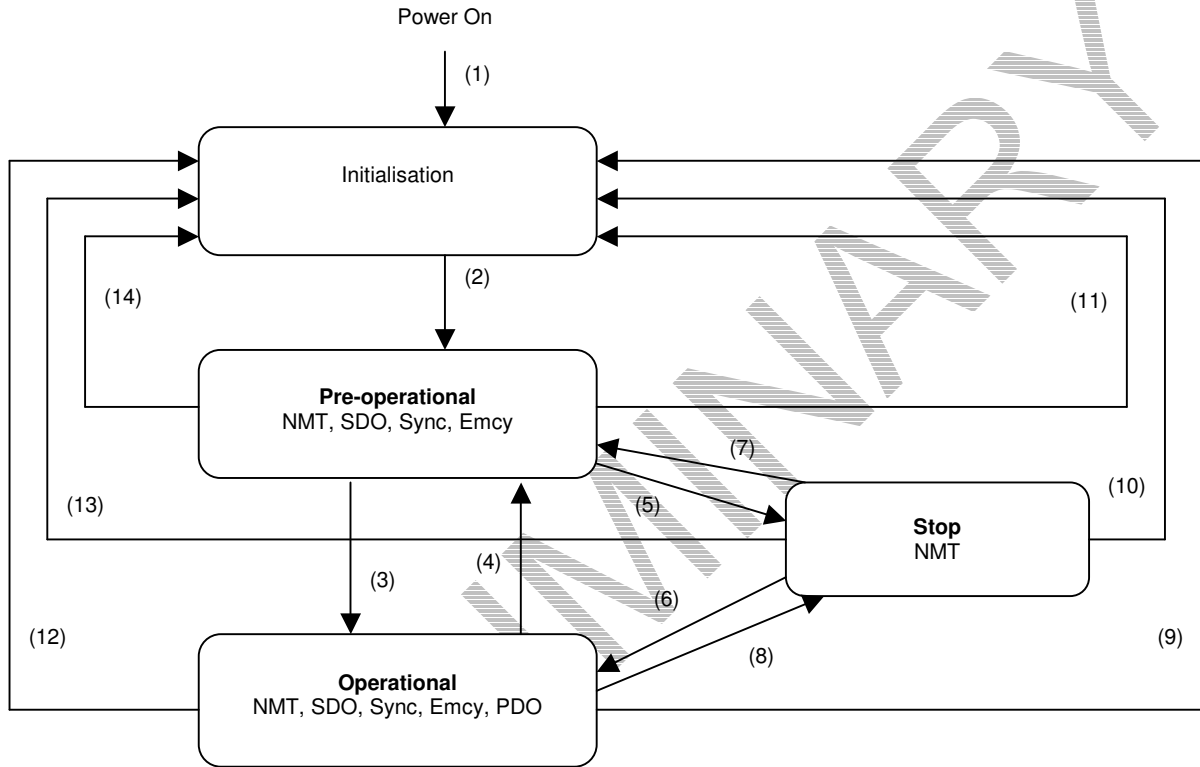 Power On
(1)
Initialisation
(2)
(14)
(11)
Pre-operational
NMT, SDO, Sync, Emcy
(7)
(10)
(13)
(5)
Stop
NMT
(4)
(3)
(6)
(12)
(9)
(8)
Operational
NMT, SDO, Sync, Emcy, PDO
IMINARY